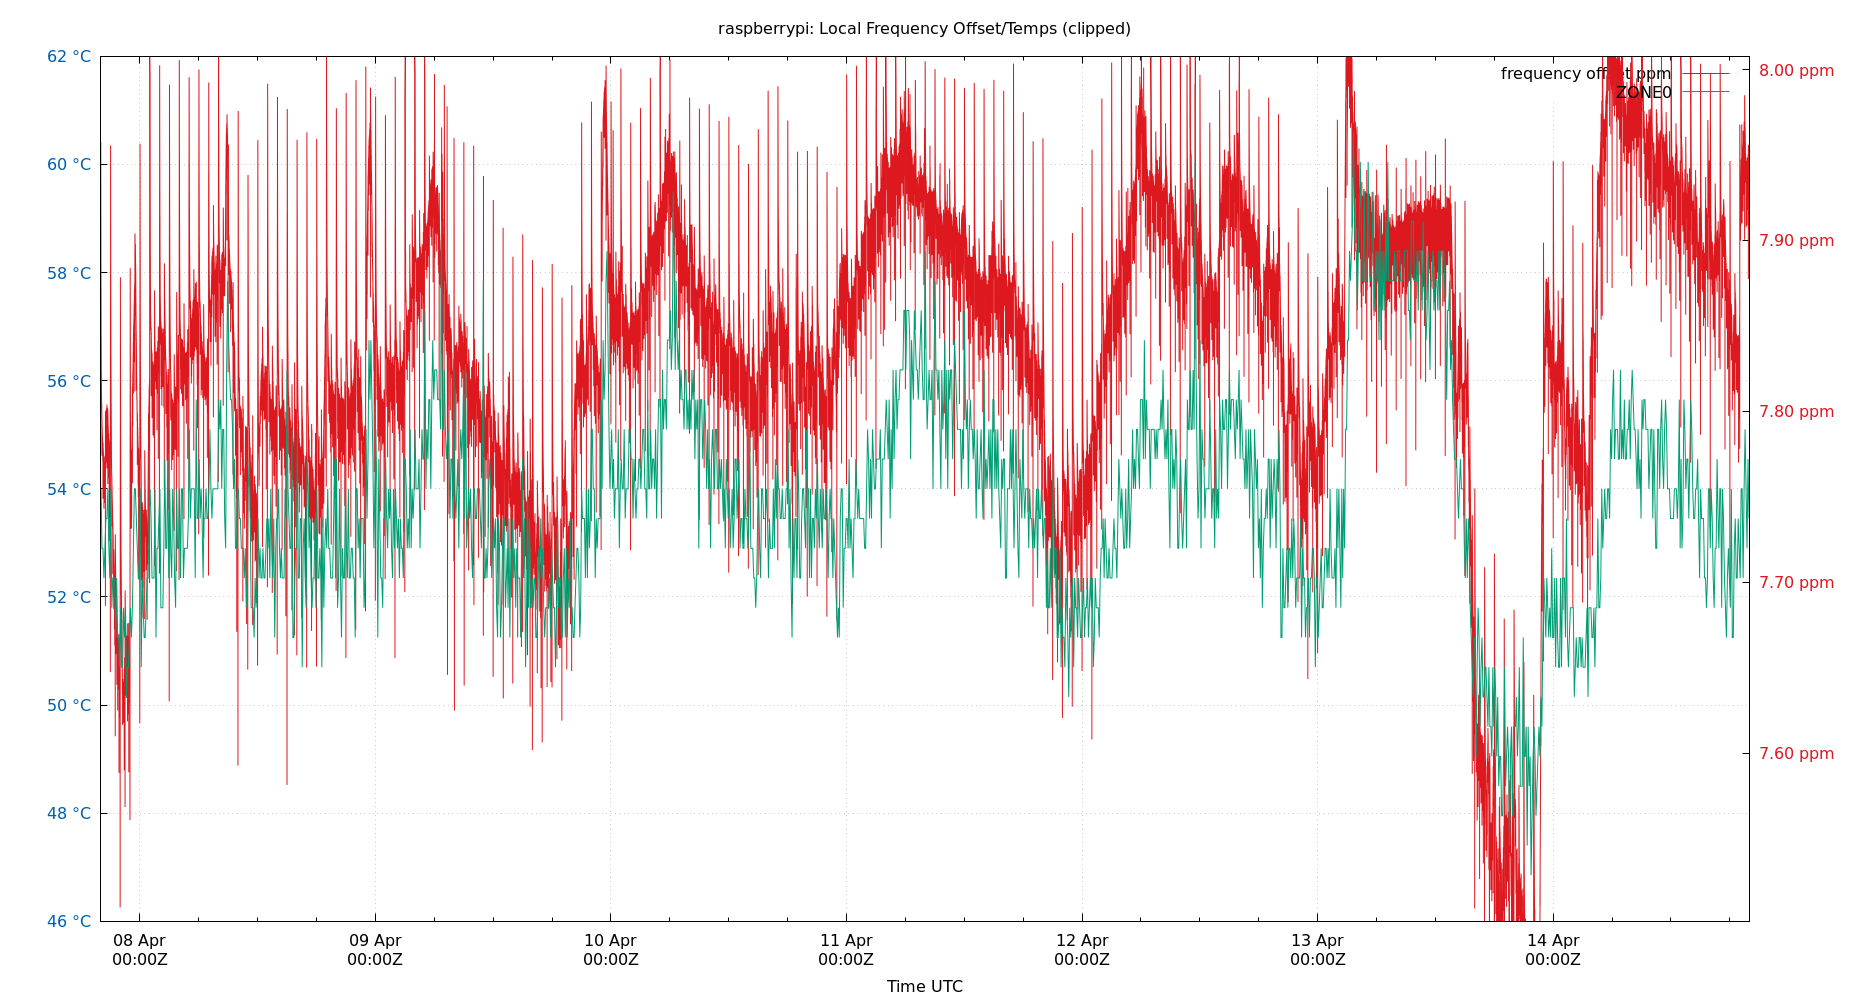 raspberrypi: Local Frequency Offset/Temps (clipped)
62 °C
60 °C
58 °C
56 °C
54 °C
52 °C
50 °C
48 °C
46 °C
8.00 ppm
7.90 ppm
7.80 ppm
7.70 ppm
7.60 ppm
frequency offset ppm
ZONE0
08 Apr
00:00Z
09 Apr
00:00Z
10 Apr
00:00Z
11 Apr
00:00Z
12 Apr
00:00Z
13 Apr
00:00Z
14 Apr
00:00Z
Time UTC